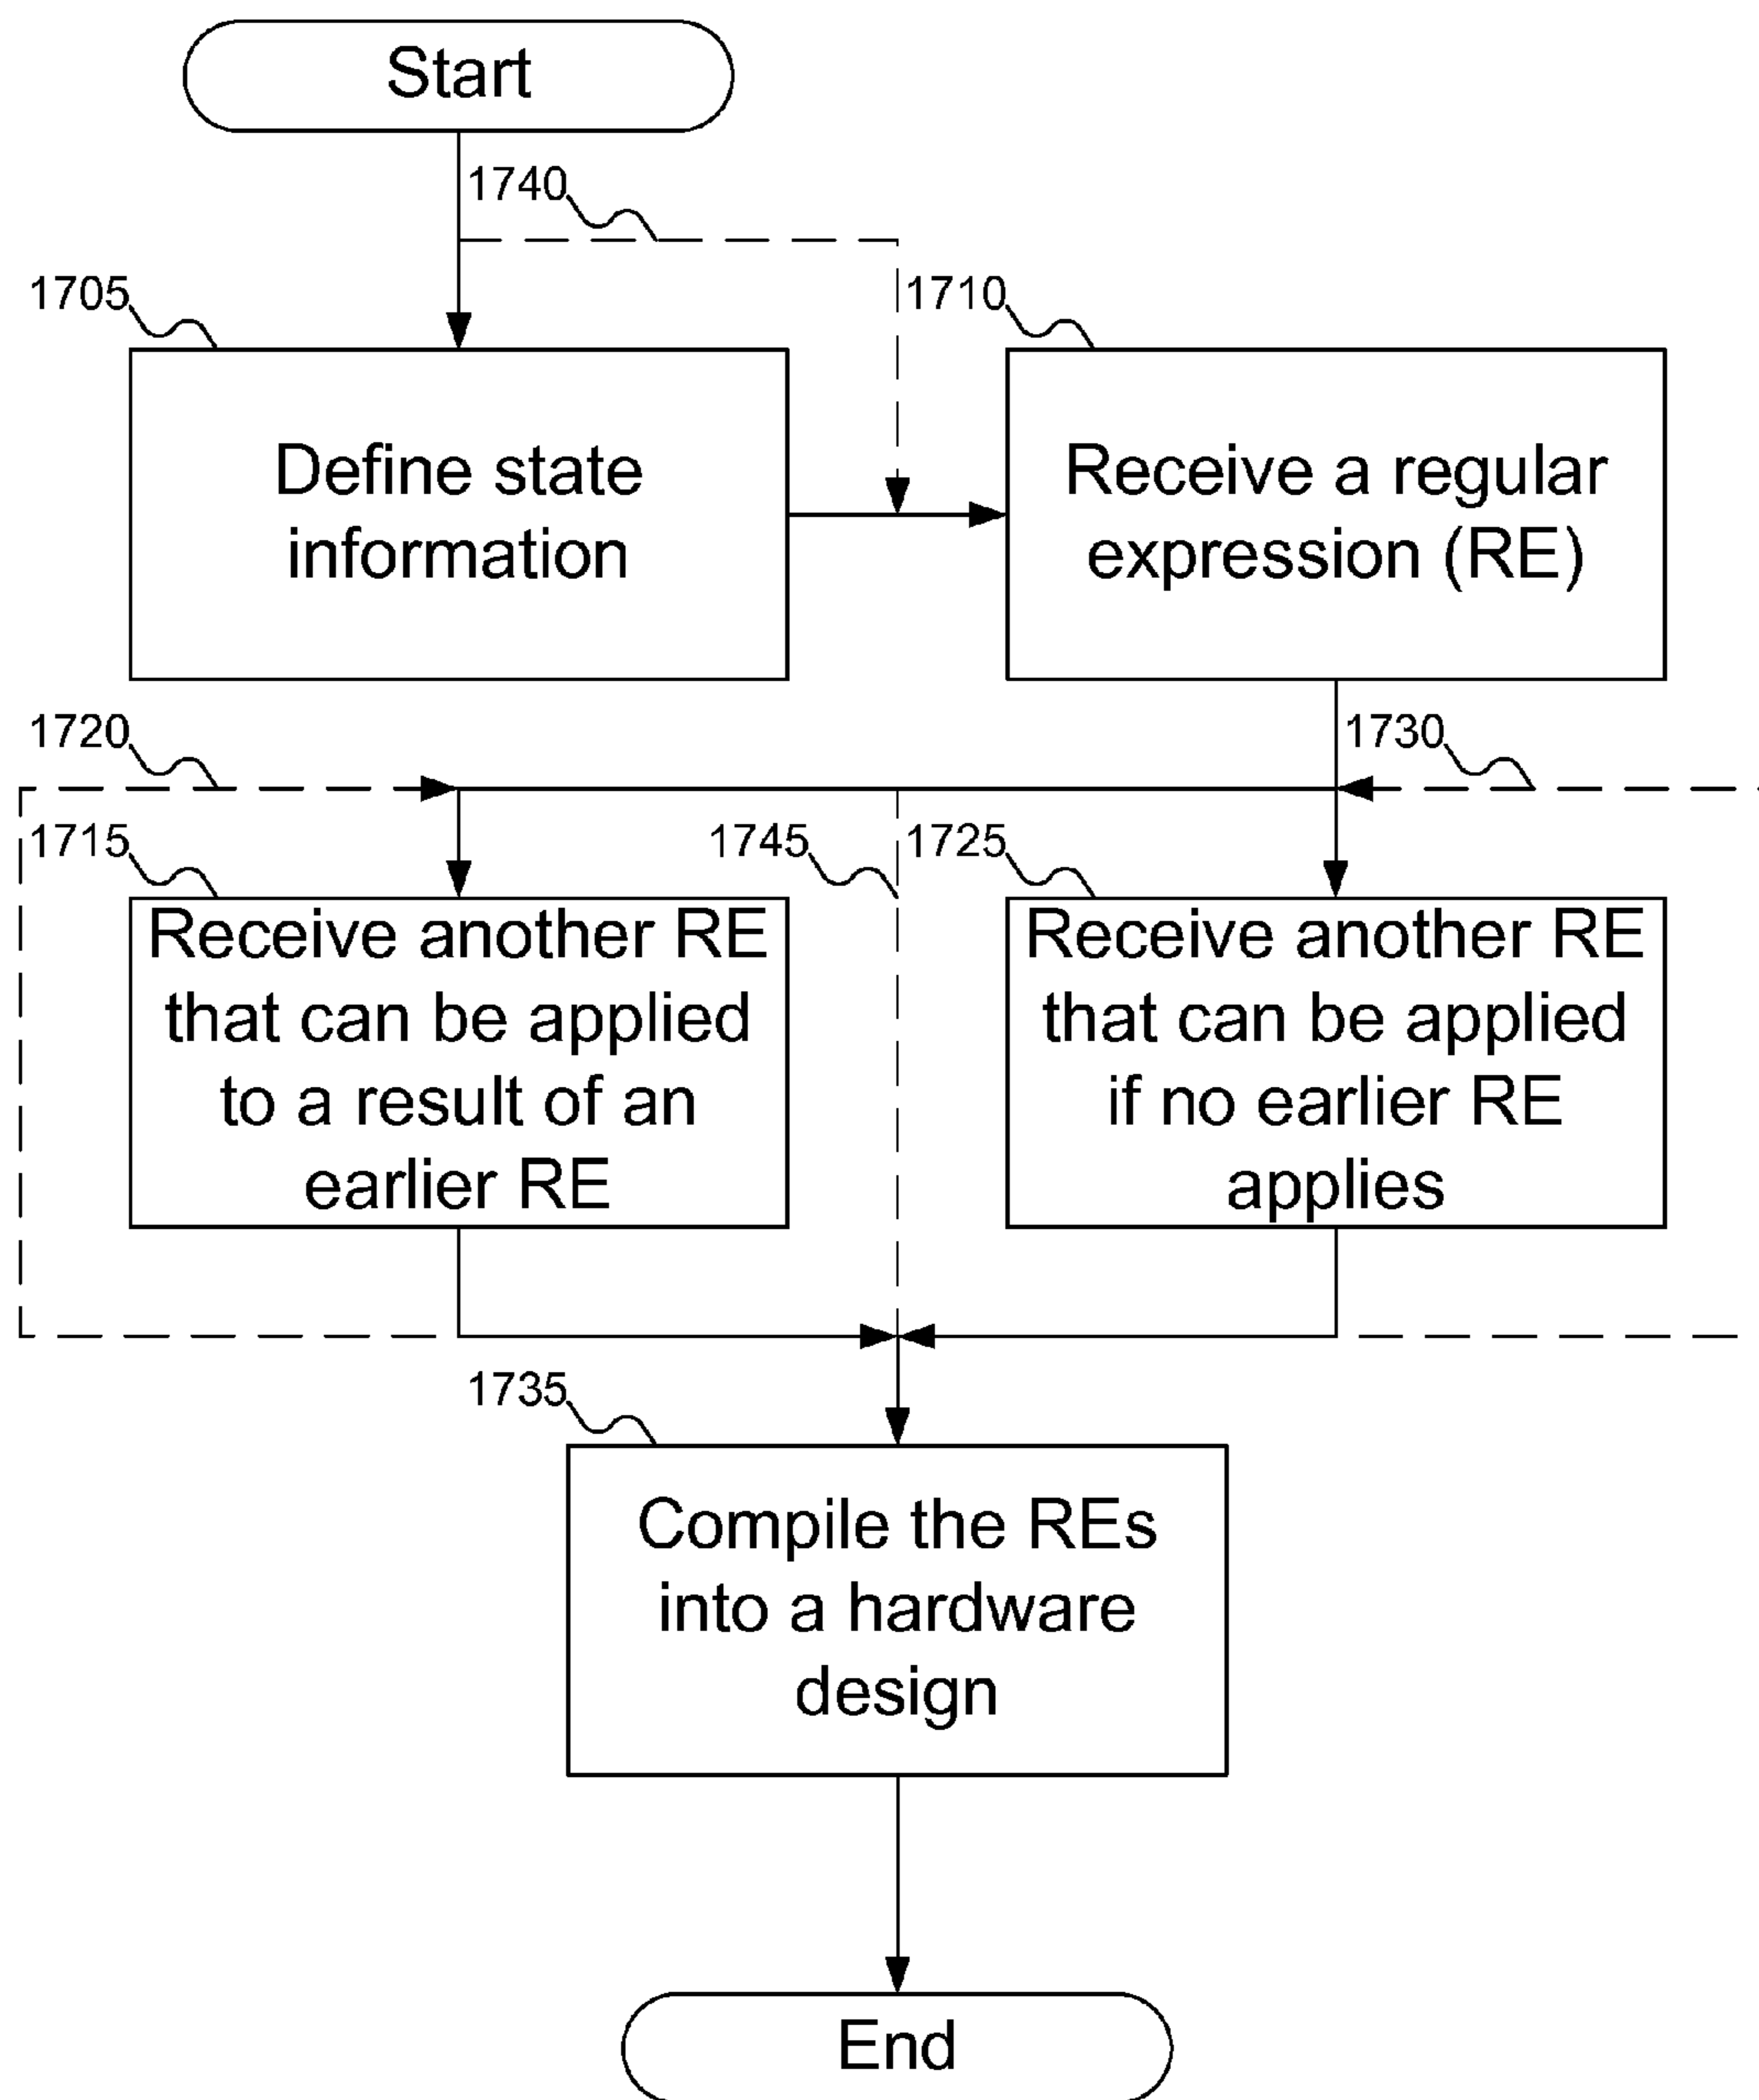 Start
1740
1705
1710
Define state
information
Receive a regular
expression (RE)
1720
1730
1715
1745
1725
Receive another RE
that can be applied
to a result of an
earlier RE
Receive another RE
that can be applied
if no earlier RE
applies
1735
Compile the REs
into a hardware
design
End